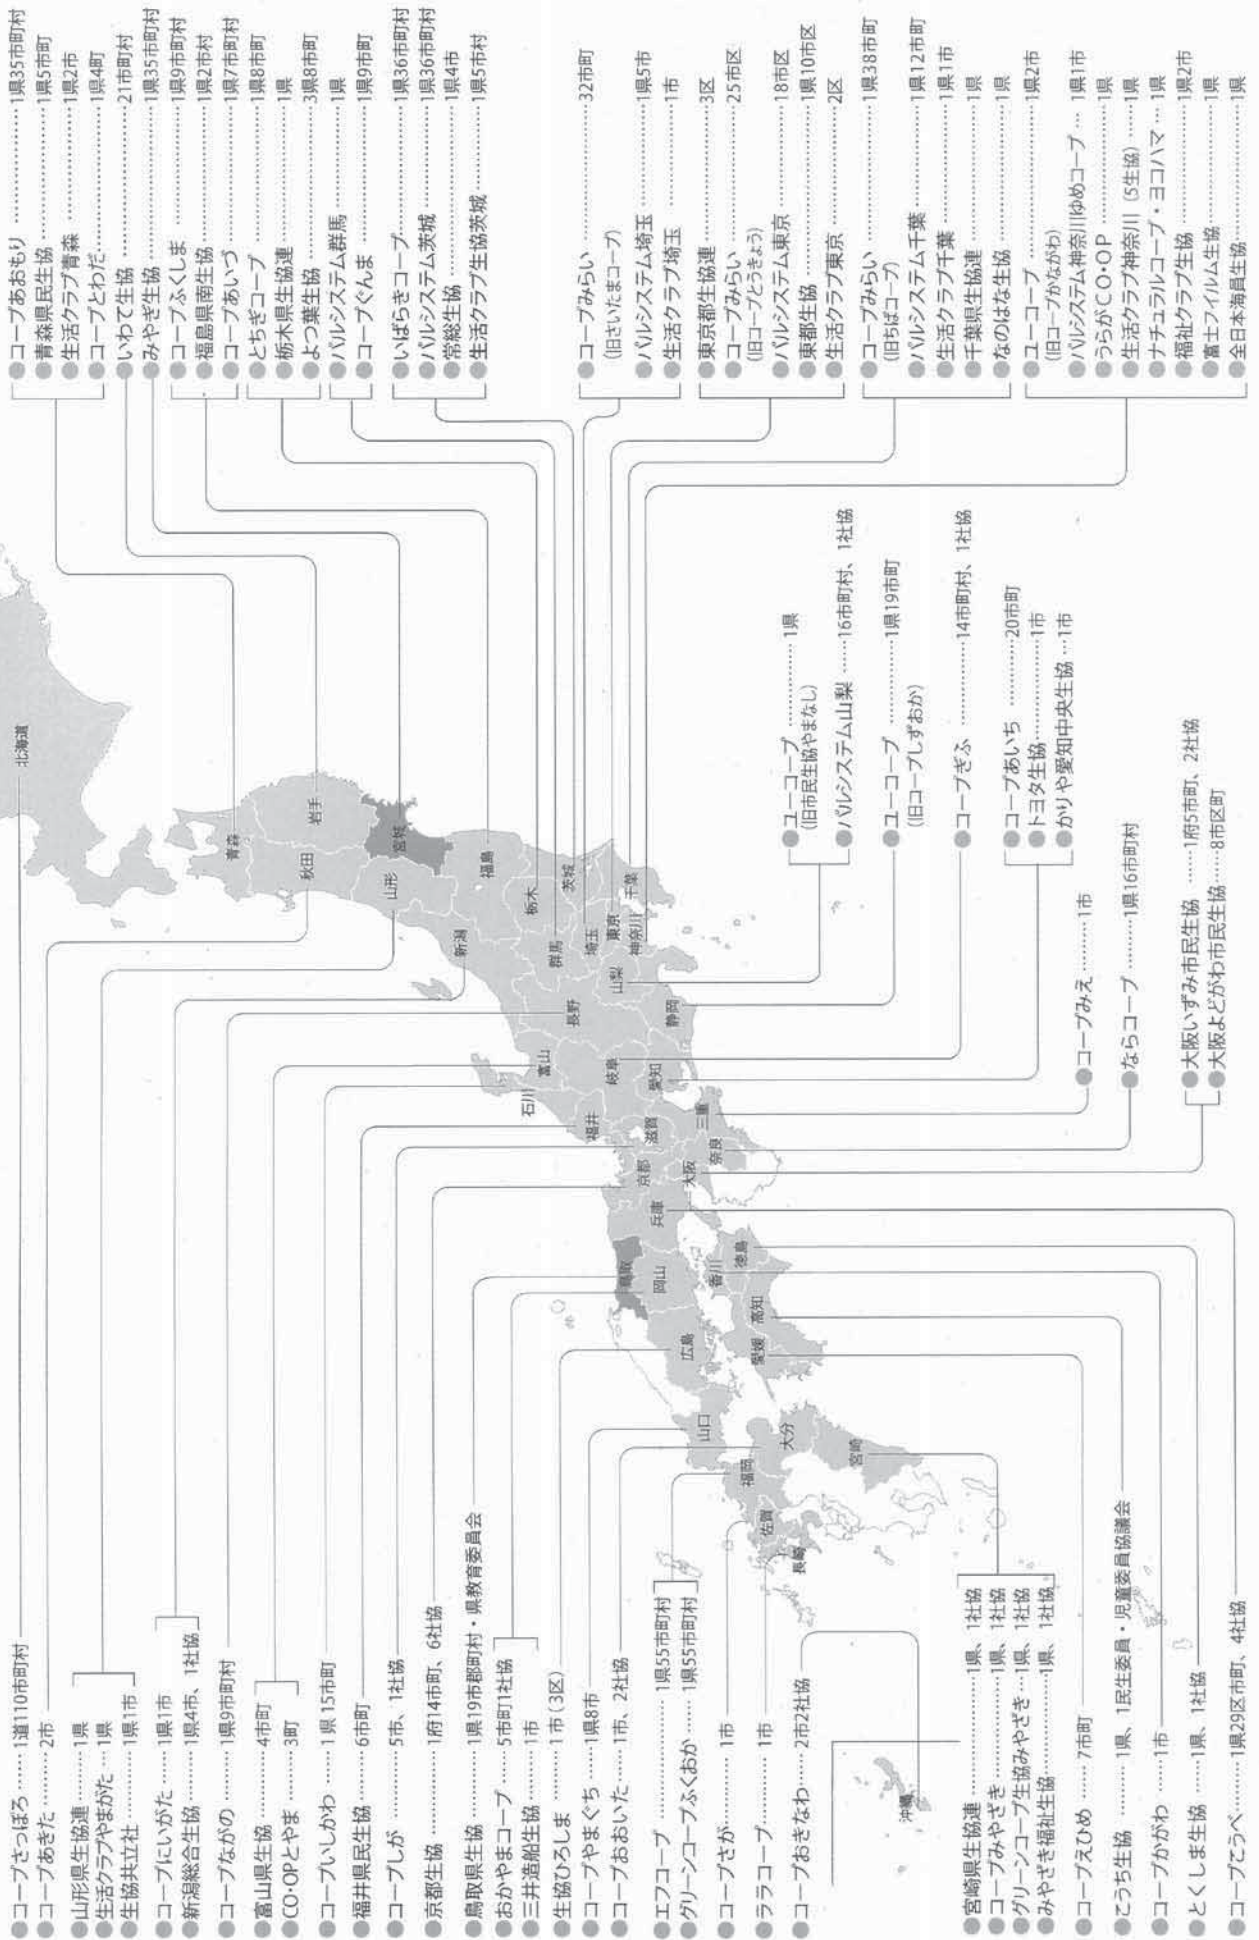 ●コープさっぽろ……1道110市町村
●コープあきた………2市
●山形県生協連………1県
●生活クラブやまがた…1県
●生協共立社…………1県1市
●コープにいがた……1県1市
●新潟総合生協………1県4市、1社協
●コープながの………1県9市町村
●富山県生協…………4市町
●CO・OPとやま……3町
●コープいしかわ……1県15市町
●福井県民生協………6市町
●コープしが…………5市、1社協
●京都生協……………1府14市町、6社協
●鳥取県生協…………1県19市郡町村・県教育委員会
●おかやまコープ……5市町1社協
●三井造船生協………1市
●生協ひろしま………1市(3区)
●コープやまぐち……1県8市
●コープおおいた……1市、2社協
●エフコープ…………1県55市町村
●グリーンコープふくおか……1県55市町村
●コープさが…………1市
●ララコープ…………1市
●コープおきなわ……2市2社協
●宮崎県生協連………1県、1社協
●コープみやざき……1県、1社協
●グリーンコープ生協みやざき…1県、1社協
●みやざき福祉生協……1県、1社協
●コープえひめ………7市町
●こうち生協…………1県、1民生委員・児童委員協議会
●コープかがわ………1市
●とくしま生協………1県、1社協
●コープこうべ………1県29区市町、4社協
北海道
青森
岩手
秋田
宮城
山形
福島
新潟
栃木
群馬
茨城
埼玉
東京
千葉
神奈川
山梨
長野
静岡
富山
石川
岐阜
愛知
福井
滋賀
三重
京都
奈良
大阪
兵庫
鳥取
岡山
広島
山口
香川
徳島
高知
愛媛
福岡
大分
佐賀
長崎
宮崎
沖縄
●コープあおもり……………1県35市町村
●青森県民生協……………1県5市町
●生活クラブ青森……………1県2市
●コープとわだ……………1県4町
●いわて生協……………21市町村
●みやぎ生協……………1県35市町村
●コープふくしま……………1県9市町村
●福島県南生協……………1県2市村
●コープあいづ……………1県7市町村
●とちぎコープ……………1県8市町
●栃木県生協連……………1県
●よつ葉生協……………3県8市町
●パルシステム群馬…………1県
●コープぐんま……………1県9市町
●いばらきコープ……………1県36市町村
●パルシステム茨城…………1県36市町村
●常総生協……………1県4市
●生活クラブ生協茨城………1県5市村
●コープみらい……………32市町
(旧さいたまコープ)
●パルシステム埼玉…………1県5市
●生活クラブ埼玉……………1市
●東京都生協連……………3区
●コープみらい……………25市区
(旧コープとうきょう)
●パルシステム東京…………18市区
●東都生協……………1県10市区
●生活クラブ東京……………2区
●コープみらい……………1県38市町
(旧ちばコープ)
●パルシステム千葉…………1県12市町
●生活クラブ千葉……………1県1市
●千葉県生協連……………1県
●なのはな生協……………1県
●ユーコープ……………1県2市
(旧コープかながわ)
●パルシステム神奈川ゆめコープ…1県1市
●うらがCO・OP……………1県
●生活クラブ神奈川(5生協)……1県
●ナチュラルコープ・ヨコハマ…1県
●福祉クラブ生協……………1県2市
●富士フイルム生協…………1県
●全日本海員生協……………1県
●ユーコープ……………1県
(旧市民生協やまなし)
●パルシステム山梨……16市町村、1社協
●ユーコープ……………1県19市町
(旧コープしずおか)
●コープぎふ……………14市町村、1社協
●コープあいち……………20市町
●トヨタ生協……………1市
●かりや愛知中央生協…1市
●コープみえ………1市
●ならコープ………1県16市町村
●大阪いずみ市民生協……1府5市町、2社協
●大阪よどがわ市民生協……8市区町